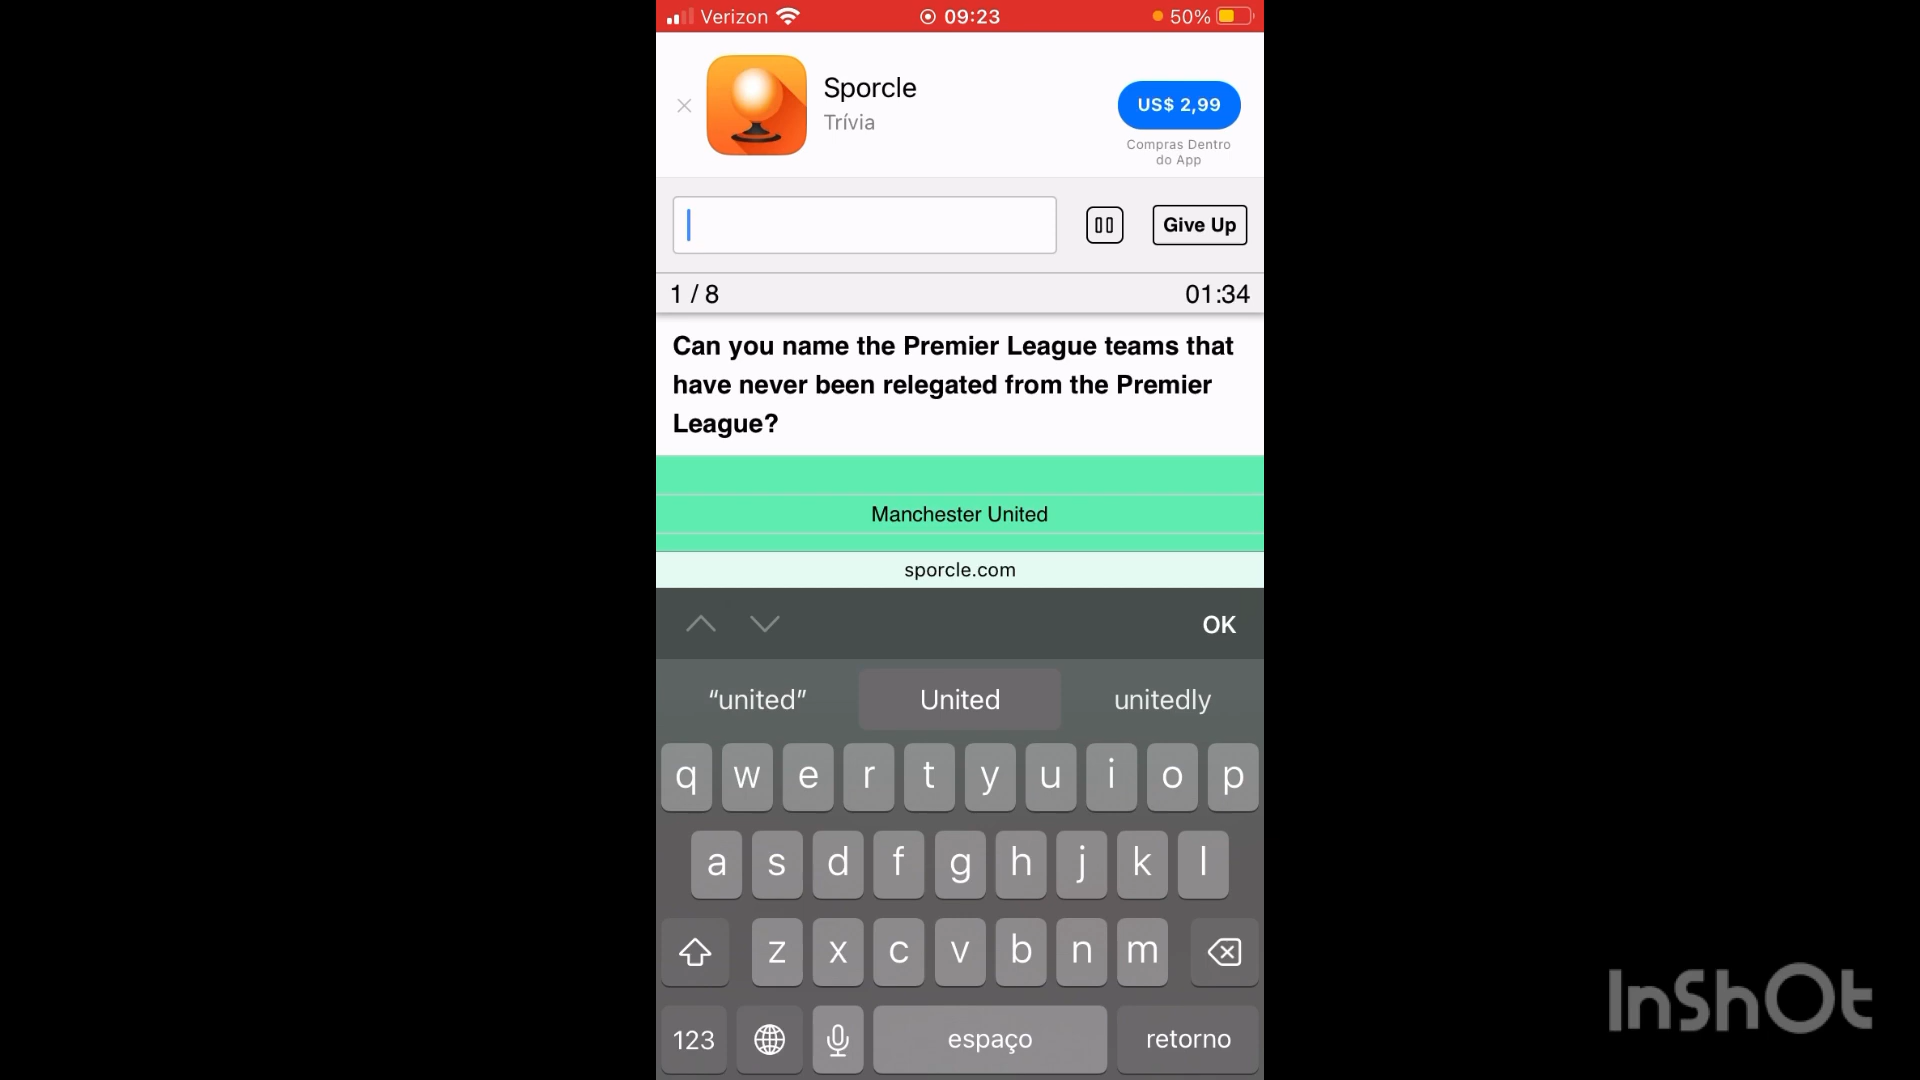 Verizon 09:23 50%
Sporcle
Trívia
US$ 2,99
Compras Dentro
do App
Give Up
1 / 8 01:34
Can you name the Premier League teams that
have never been relegated from the Premier
League?
Manchester United
sporcle.com
OK
“united” United unitedly
q w e r t y u i o p
a s d f g h j k l
z x c v b n m
123 espaço retorno
InShOt